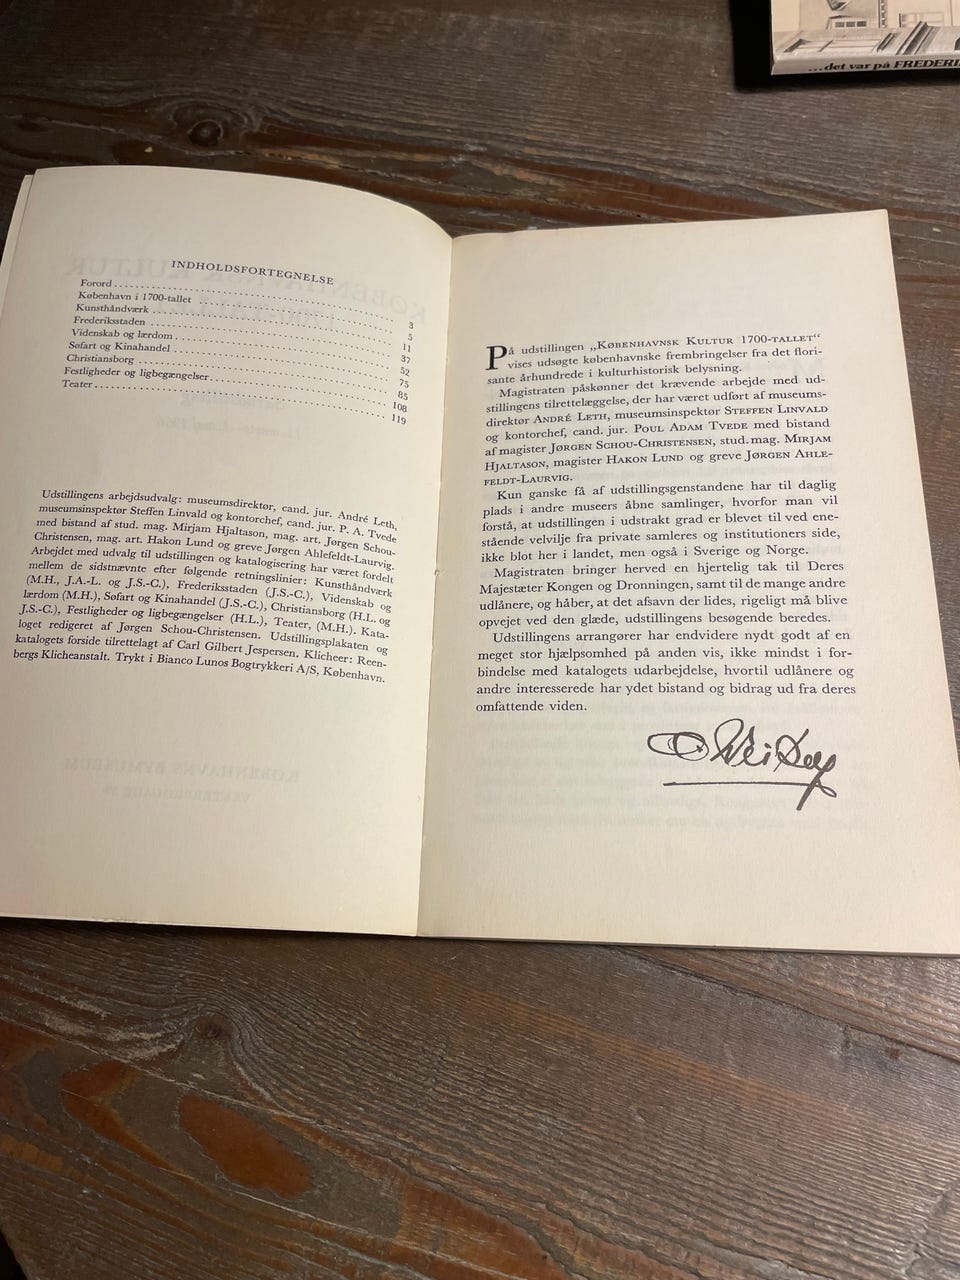 ...det var på FREDERI
INDHOLDSFORTEGNELSE
Forord 3
København i 1700-tallet 5
Kunsthåndværk 11
Frederiksstaden 37
Videnskab og lærdom 52
Søfart og Kinahandel 75
Christiansborg 85
Festligheder og ligbegængelser 108
Teater 119
Udstillingens arbejdsudvalg: museumsdirektør, cand. jur. André Leth,
museumsinspektør Steffen Linvald og kontorchef, cand. jur. P. A. Tvede
med bistand af stud. mag. Mirjam Hjaltason, mag. art. Jørgen Schou-
Christensen, mag. art. Hakon Lund og greve Jørgen Ahlefeldt-Laurvig.
Arbejdet med udvalg til udstillingen og katalogisering har været fordelt
mellem de sidstnævnte efter følgende retningslinier: Kunsthåndværk
(M.H., J.A.-L. og J.S.-C.), Frederiksstaden (J.S.-C.), Videnskab og
lærdom (M.H.), Søfart og Kinahandel (J.S.-C.), Christiansborg (H.L. og
J.S.-C.), Festligheder og ligbegængelser (H.L.), Teater, (M.H.). Kata-
loget redigeret af Jørgen Schou-Christensen. Udstillingsplakaten og
katalogets forside tilrettelagt af Carl Gilbert Jespersen. Klicheer: Reen-
bergs Klicheanstalt. Trykt i Bianco Lunos Bogtrykkeri A/S, København.
På udstillingen „KØBENHAVNSK KULTUR 1700-TALLET“
vises udsøgte københavnske frembringelser fra det flori-
sante århundrede i kulturhistorisk belysning.
Magistraten påskønner det krævende arbejde med ud-
stillingens tilrettelæggelse, der har været udført af museums-
direktør ANDRÉ LETH, museumsinspektør STEFFEN LINVALD
og kontorchef, cand. jur. POUL ADAM TVEDE med bistand
af magister JØRGEN SCHOU-CHRISTENSEN, stud. mag. MIRJAM
HJALTASON, magister HAKON LUND og greve JØRGEN AHLE-
FELDT-LAURVIG.
Kun ganske få af udstillingsgenstandene har til daglig
plads i andre museers åbne samlinger, hvorfor man vil
forstå, at udstillingen i udstrakt grad er blevet til ved ene-
stående velvilje fra private samleres og institutioners side,
ikke blot her i landet, men også i Sverige og Norge.
Magistraten bringer herved en hjertelig tak til Deres
Majestæter Kongen og Dronningen, samt til de mange andre
udlånere, og håber, at det afsavn der lides, rigeligt må blive
opvejet ved den glæde, udstillingens besøgende beredes.
Udstillingens arrangører har endvidere nydt godt af en
meget stor hjælpsomhed på anden vis, ikke mindst i for-
bindelse med katalogets udarbejdelse, hvortil udlånere og
andre interesserede har ydet bistand og bidrag ud fra deres
omfattende viden.